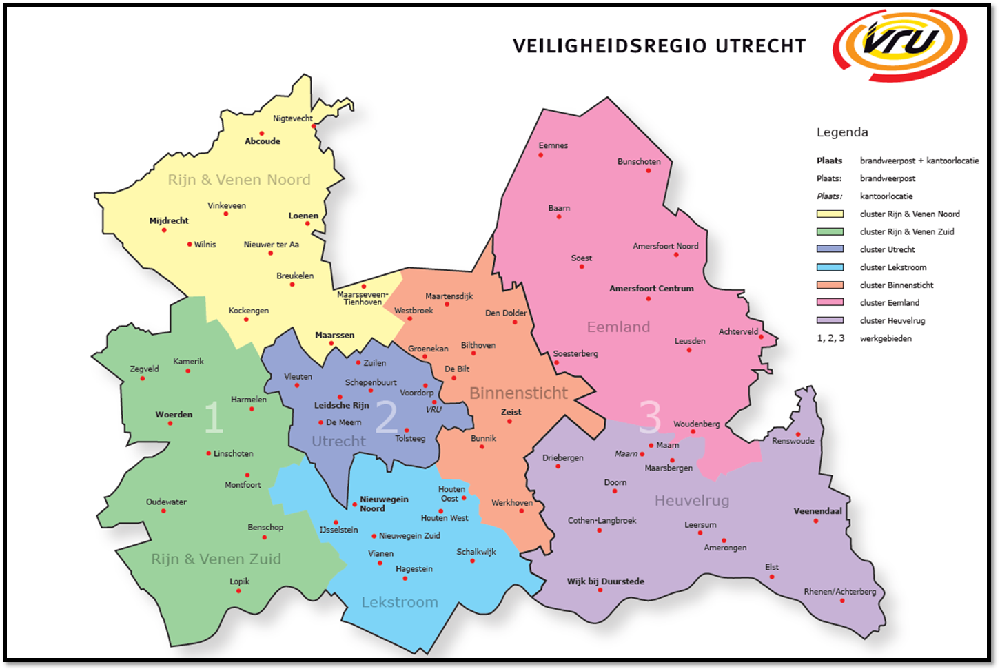 VEILIGHEIDSREGIO UTRECHT
vru
Legenda
Plaats brandweerpost + kantoorlocatie
Plaats: brandweerpost
Plaats: kantoorlocatie
cluster Rijn & Venen Noord
cluster Rijn & Venen Zuid
cluster Utrecht
cluster Lekstroom
cluster Binnensticht
cluster Eemland
cluster Heuvelrug
1, 2, 3 werkgebieden
Nigtevecht
Abcoude
Rijn & Venen Noord
Vinkeveen
Mijdrecht
Loenen
Wilnis
Nieuwer ter Aa
Breukelen
Maarsseveen-
Tienhoven
Kockengen
Maarssen
Zegveld
Kamerik
Harmelen
Woerden
1
Linschoten
Montfoort
Oudewater
Benschop
Rijn & Venen Zuid
Lopik
Zuilen
Vleuten
Schepenbuurt
Voordorp
Leidsche Rijn
VRU
De Meern
2
Tolsteeg
Utrecht
Nieuwegein
Noord
Houten
Oost
Houten West
IJsselstein
Nieuwegein Zuid
Vianen
Schalkwijk
Hagestein
Lekstroom
Maartensdijk
Westbroek
Den Dolder
Groenekan
Bilthoven
De Bilt
Binnensticht
Zeist
Bunnik
Werkhoven
Eemnes
Bunschoten
Baarn
Amersfoort Noord
Soest
Amersfoort Centrum
Eemland
Achterveld
Leusden
Soesterberg
3
Woudenberg
Renswoude
Maarn
Maarn
Maarsbergen
Driebergen
Doorn
Heuvelrug
Veenendaal
Cothen-Langbroek
Leersum
Amerongen
Elst
Wijk bij Duurstede
Rhenen/Achterberg